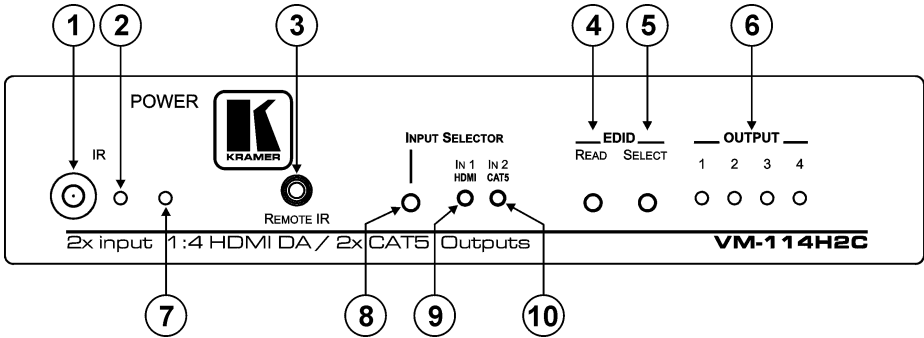 1 2 3 4 5 6
POWER
K
KRAMER
IR
INPUT SELECTOR
EDID
OUTPUT
READ SELECT
1 2 3 4
IN 1 IN 2
HDMI CAT5
REMOTE IR
2x input 1:4 HDMI DA / 2x CAT5 Outputs VM-114H2C
7 8 9 10